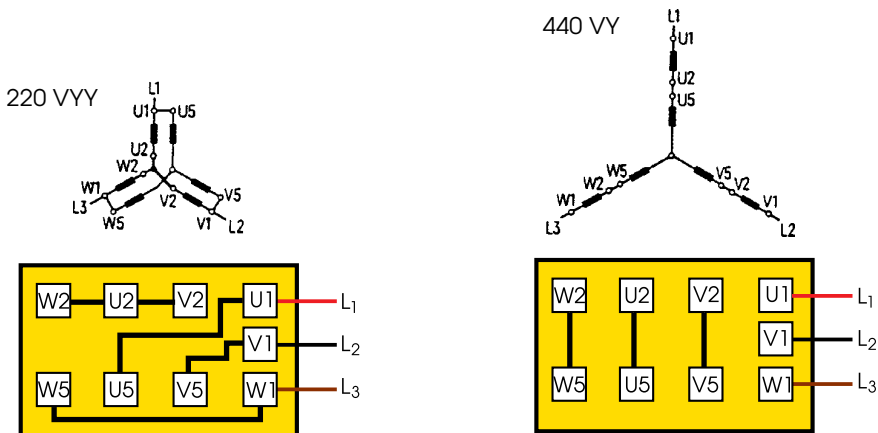 220 VYY
L1
U1 U5
U2
W2
W1
V5
L3
V2
W5
V1
L2
W2 U2 V2 U1 L1
V1 L2
W5 U5 V5 W1 L3
440 VY
L1
U1
U2
U5
W5
W2
W1
L3
V5
V2
V1
L2
W2 U2 V2 U1 L1
V1 L2
W5 U5 V5 W1 L3